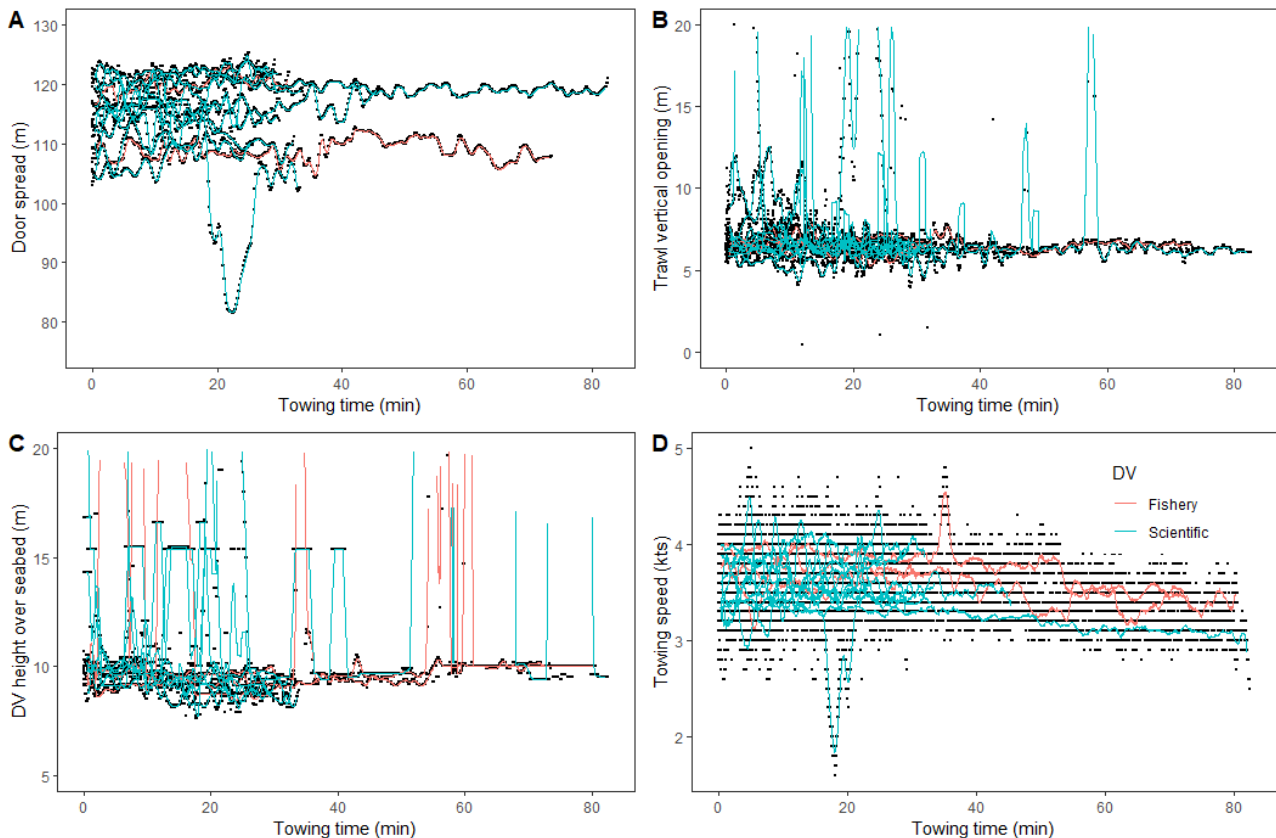 A
130
120
110
100
90
80
Door spread (m)
0
20
40
60
80
Towing time (min)
B
20
15
10
5
0
Trawl vertical opening (m)
0
20
40
60
80
Towing time (min)
C
20
15
10
5
DV height over seabed (m)
0
20
40
60
80
Towing time (min)
D
5
4
3
2
Towing speed (kts)
DV
Fishery
Scientific
0
20
40
60
80
Towing time (min)